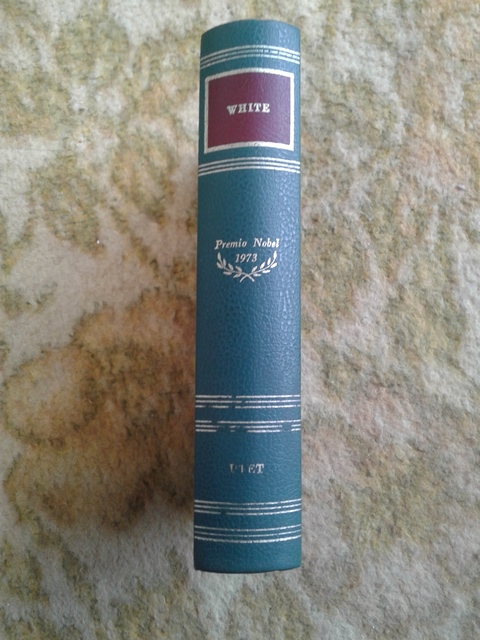 WHITE
Premio Nobel
1973
UTET